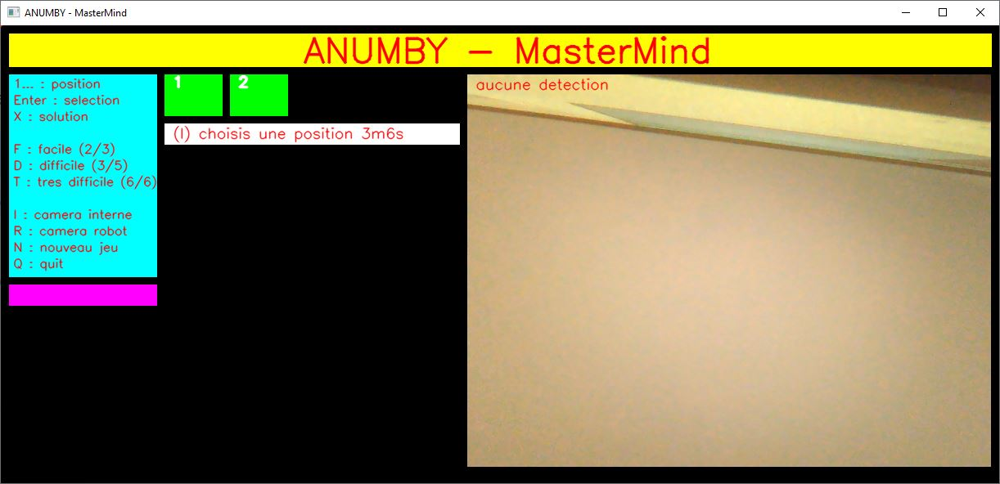 ANUMBY - MasterMind
ANUMBY - MasterMind
1... : position
Enter : selection
X : solution
F : facile (2/3)
D : difficile (3/5)
T : tres difficile (6/6)
I : camera interne
R : camera robot
N : nouveau jeu
Q : quit
1 2
(I) choisis une position 3m6s
aucune detection